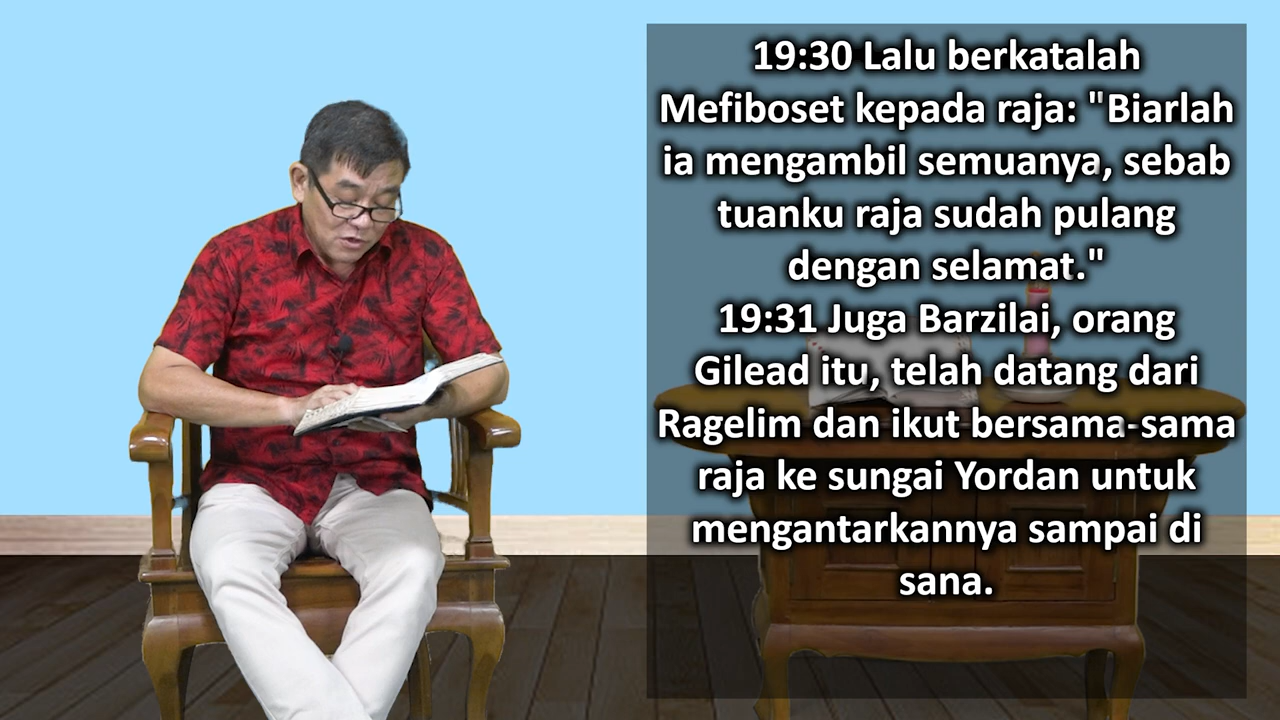 19:30 Lalu berkatalah
Mefiboset kepada raja: "Biarlah
ia mengambil semuanya, sebab
tuanku raja sudah pulang
dengan selamat."
19:31 Juga Barzilai, orang
Gilead itu, telah datang dari
Ragelim dan ikut bersama-sama
raja ke sungai Yordan untuk
mengantarkannya sampai di
sana.